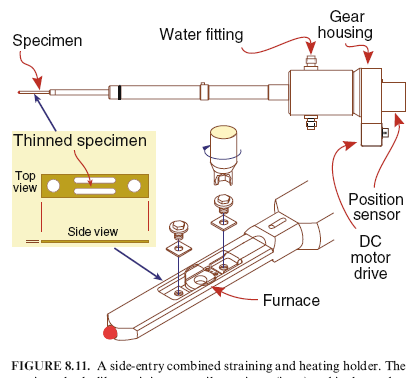 Gear
housing
Water fitting
Specimen
Thinned specimen
Top
view
Side view
Position
sensor
DC
motor
drive
Furnace
FIGURE 8.11. A side-entry combined straining and heating holder. The